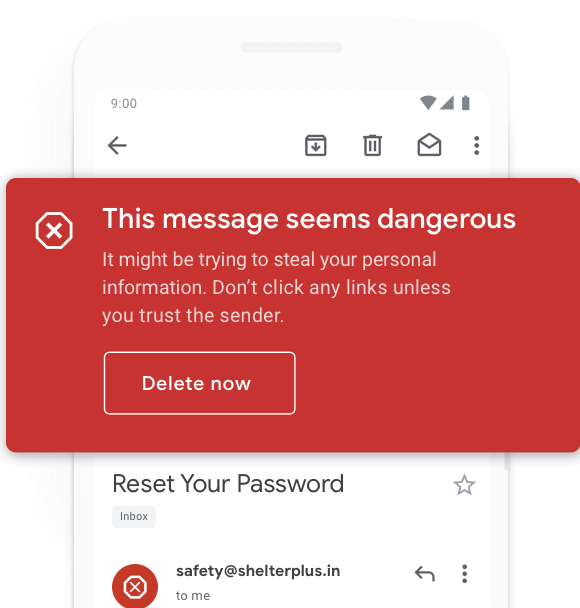 9:00
This message seems dangerous
It might be trying to steal your personal
information. Don’t click any links unless
you trust the sender.
Delete now
Reset Your Password
Inbox
safety@shelterplus.in
to me